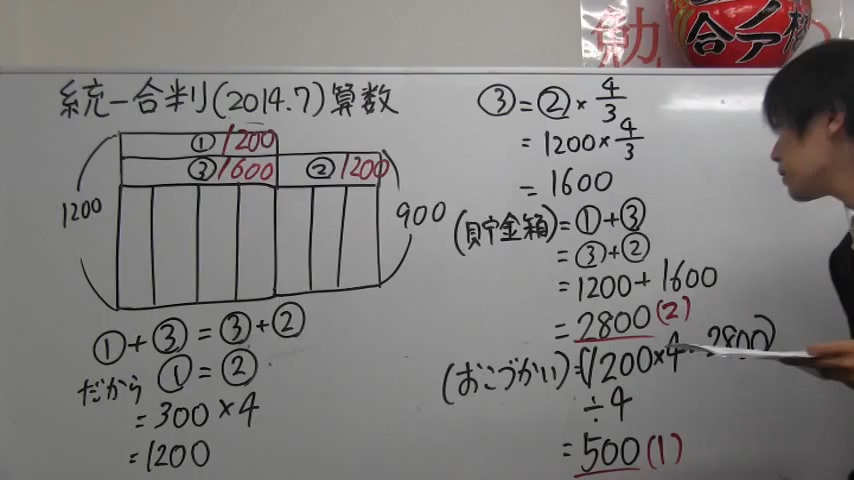 勉
合
統一合判(2014.7)算数
①1200
③1600 ②1200
1200
900
①+③=③+②
だから ①=②
=300×4
=1200
③=②×4/3
=1200×4/3
=1600
(貯金箱)=①+③
=③+②
=1200+1600
=2800(2)
(おこづかい)=(1200×4-2800)
÷4
=500(1)